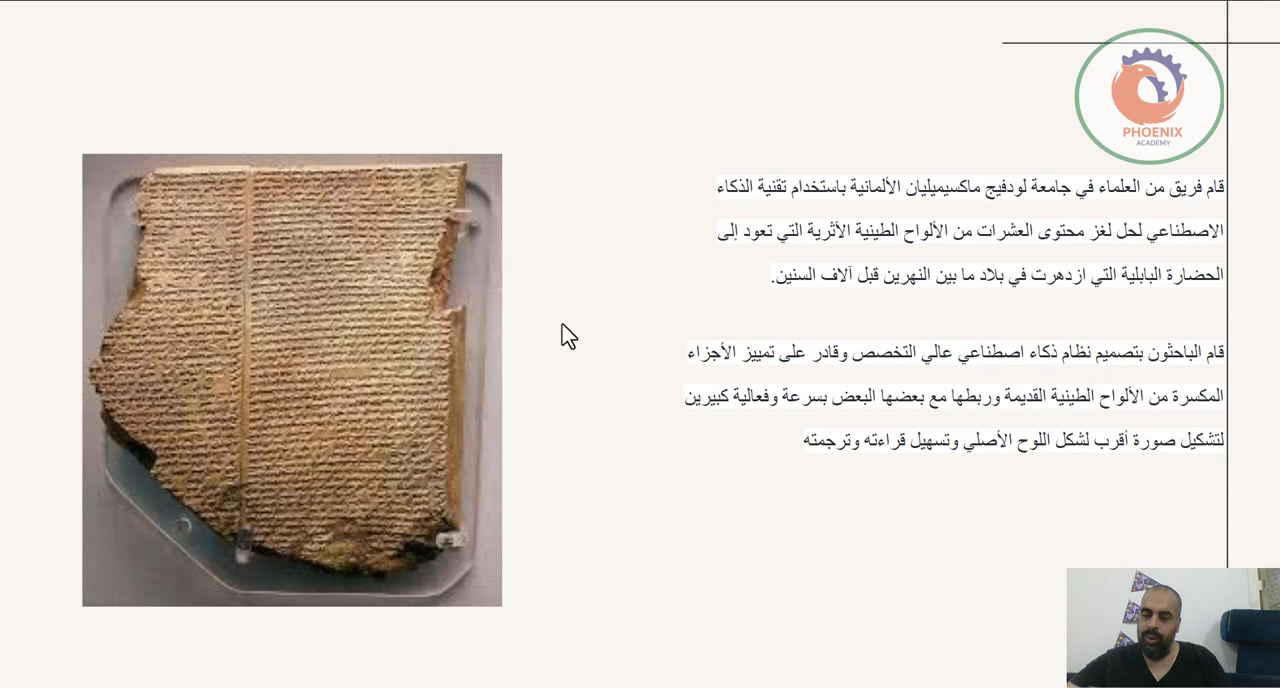 PHOENIX
ACADEMY
قام فريق من العلماء في جامعة لودفيج ماكسيميليان الألمانية باستخدام تقنية الذكاء
الاصطناعي لحل لغز محتوى العشرات من الألواح الطينية الأثرية التي تعود إلى
الحضارة البابلية التي ازدهرت في بلاد ما بين النهرين قبل آلاف السنين.
قام الباحثون بتصميم نظام ذكاء اصطناعي عالي التخصص وقادر على تمييز الأجزاء
المكسرة من الألواح الطينية القديمة وربطها مع بعضها البعض بسرعة وفعالية كبيرين
لتشكيل صورة أقرب لشكل اللوح الأصلي وتسهيل قراءته وترجمته